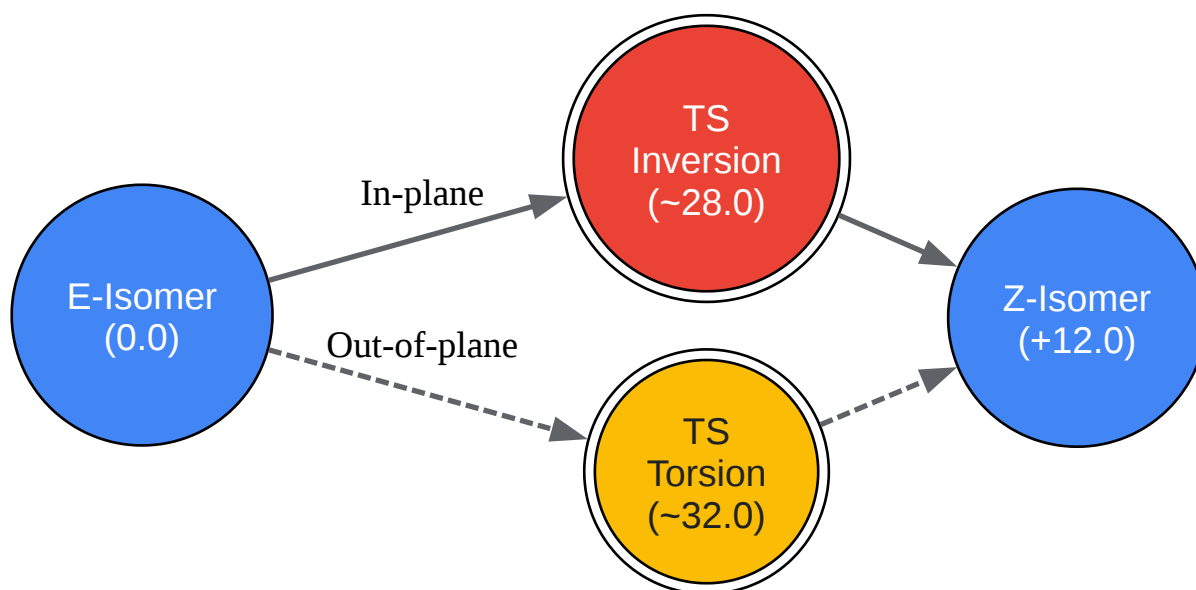 E-Isomer
(0.0)
In-plane
Out-of-plane
TS
Inversion
(~28.0)
TS
Torsion
(~32.0)
Z-Isomer
(+12.0)